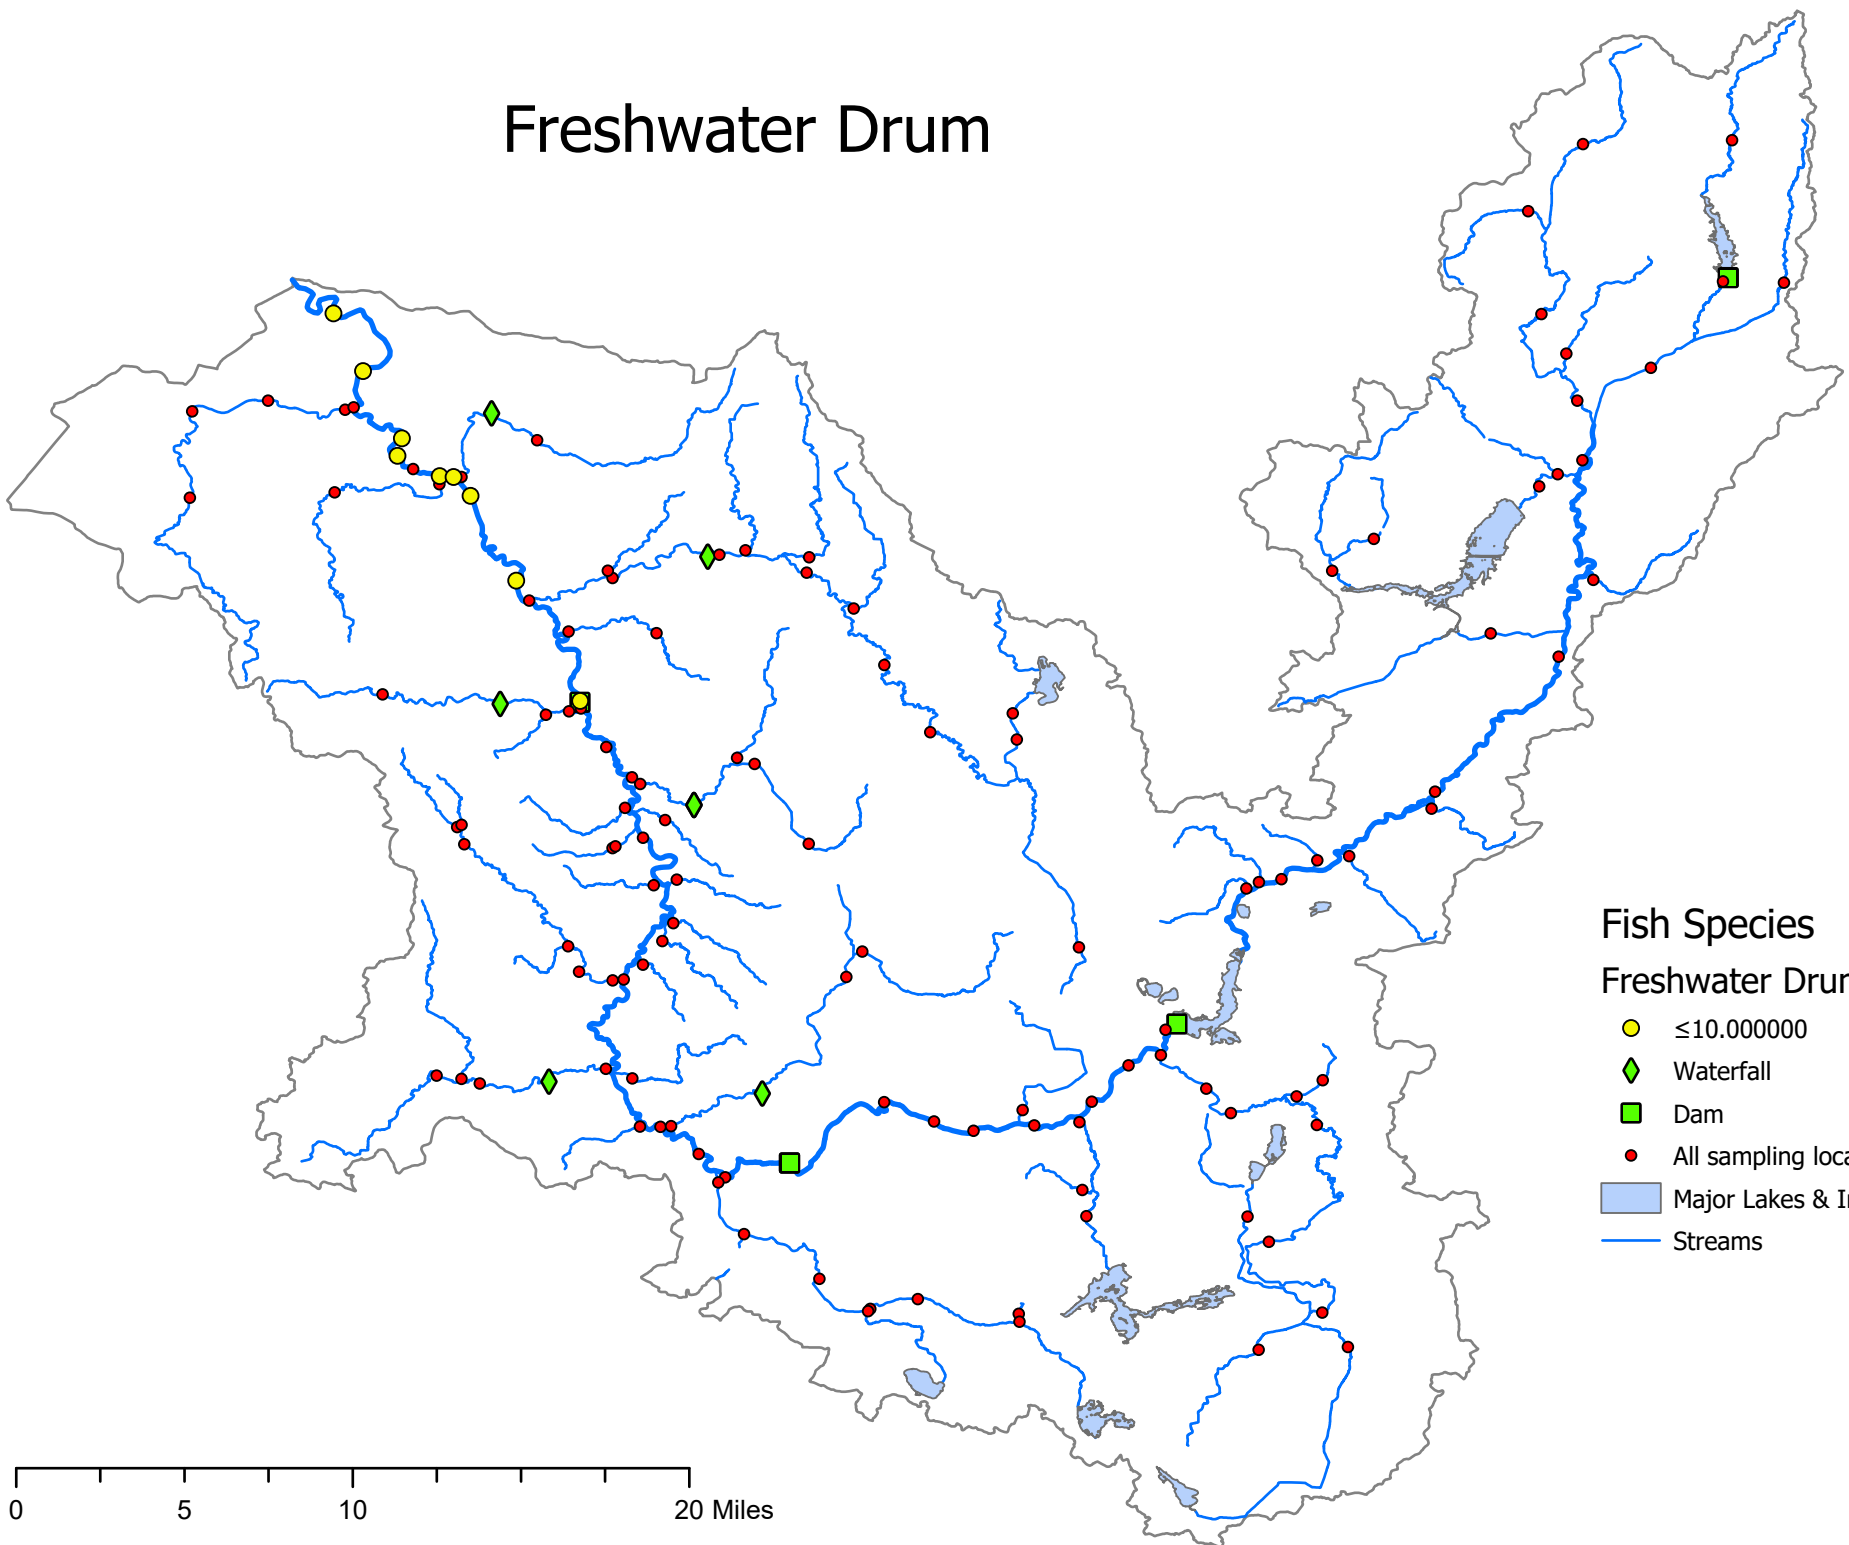 Freshwater Drum
Fish Species
Freshwater Drum
≤10.000000
Waterfall
Dam
All sampling loca
Major Lakes & I
Streams
0 5 10 20 Miles